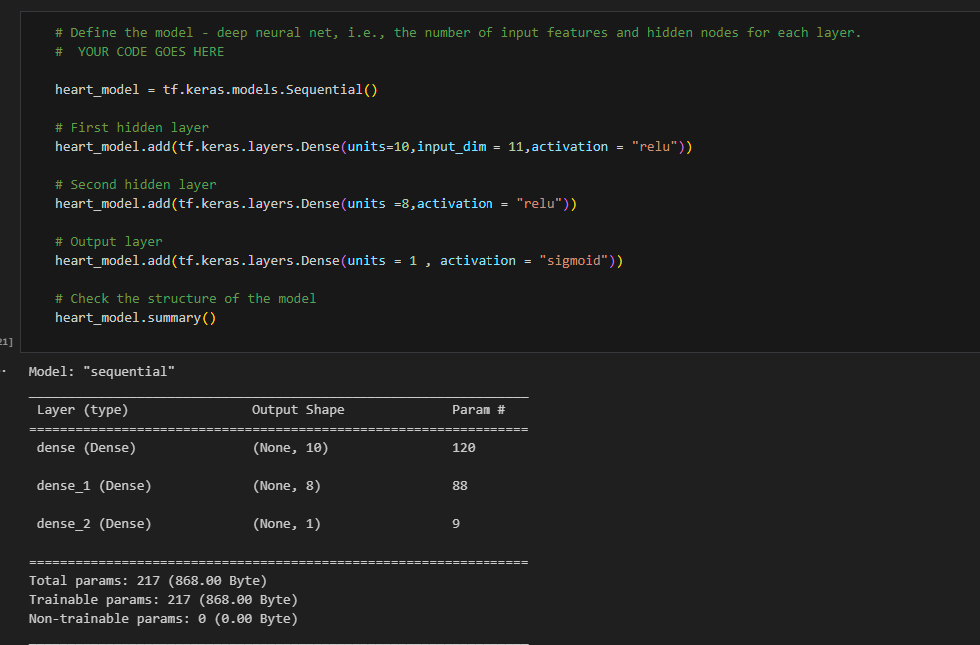 # Define the model - deep neural net, i.e., the number of input features and hidden nodes for each layer.
#  YOUR CODE GOES HERE
heart_model = tf.keras.models.Sequential()
# First hidden layer
heart_model.add(tf.keras.layers.Dense(units=10,input_dim = 11,activation = "relu"))
# Second hidden layer
heart_model.add(tf.keras.layers.Dense(units =8,activation = "relu"))
# Output layer
heart_model.add(tf.keras.layers.Dense(units = 1 , activation = "sigmoid"))
# Check the structure of the model
heart_model.summary()
21]
Model: "sequential"
Layer (type) Output Shape Param #
=================================================================
dense (Dense) (None, 10) 120
dense_1 (Dense) (None, 8) 88
dense_2 (Dense) (None, 1) 9
=================================================================
Total params: 217 (868.00 Byte)
Trainable params: 217 (868.00 Byte)
Non-trainable params: 0 (0.00 Byte)